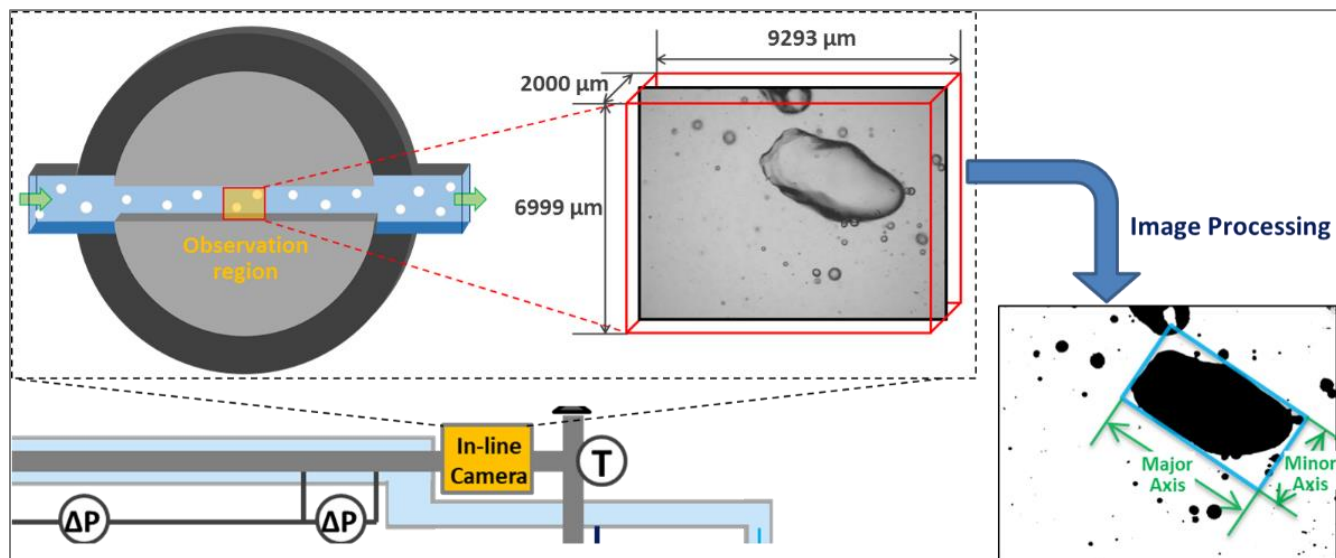 9293 µm
2000 µm
6999 µm
Observation
region
Image Processing
In-line
Camera
T
ΔP
ΔP
Major
Axis
Minor
Axis